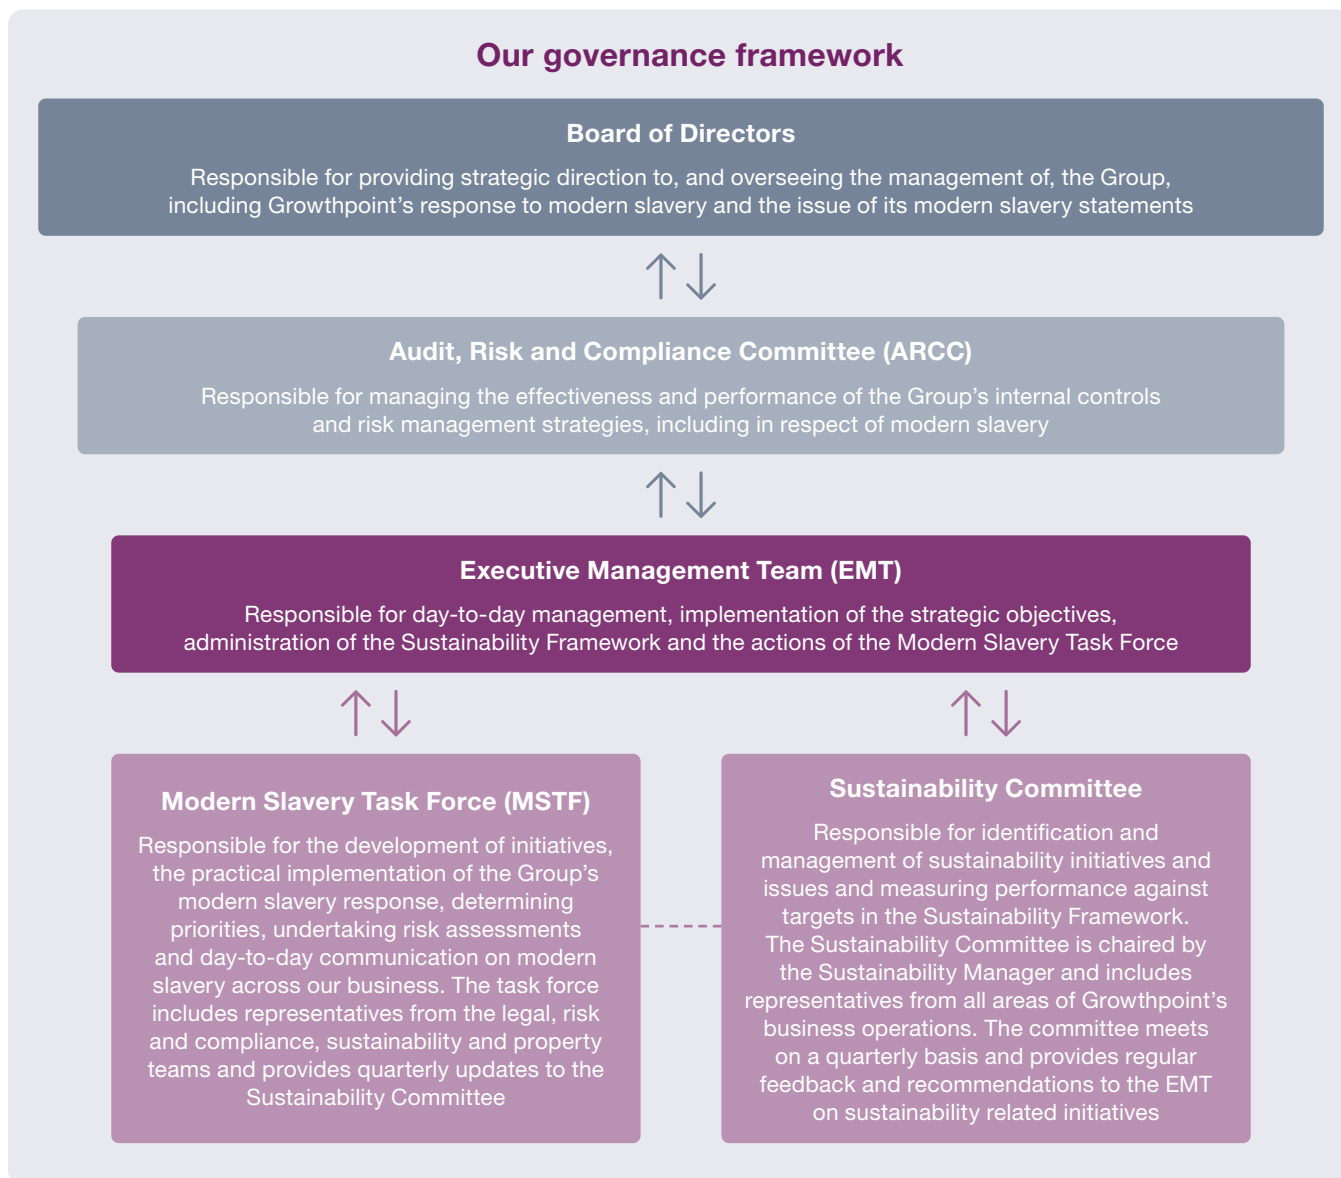 Our governance framework
Board of Directors
Responsible for providing strategic direction to, and overseeing the management of, the Group,
including Growthpoint’s response to modern slavery and the issue of its modern slavery statements
Audit, Risk and Compliance Committee (ARCC)
Responsible for managing the effectiveness and performance of the Group’s internal controls
and risk management strategies, including in respect of modern slavery
Executive Management Team (EMT)
Responsible for day-to-day management, implementation of the strategic objectives,
administration of the Sustainability Framework and the actions of the Modern Slavery Task Force
Modern Slavery Task Force (MSTF)
Responsible for the development of initiatives,
the practical implementation of the Group’s
modern slavery response, determining
priorities, undertaking risk assessments
and day-to-day communication on modern
slavery across our business. The task force
includes representatives from the legal, risk
and compliance, sustainability and property
teams and provides quarterly updates to the
Sustainability Committee
Sustainability Committee
Responsible for identification and
management of sustainability initiatives and
issues and measuring performance against
targets in the Sustainability Framework.
The Sustainability Committee is chaired by
the Sustainability Manager and includes
representatives from all areas of Growthpoint’s
business operations. The committee meets
on a quarterly basis and provides regular
feedback and recommendations to the EMT
on sustainability related initiatives